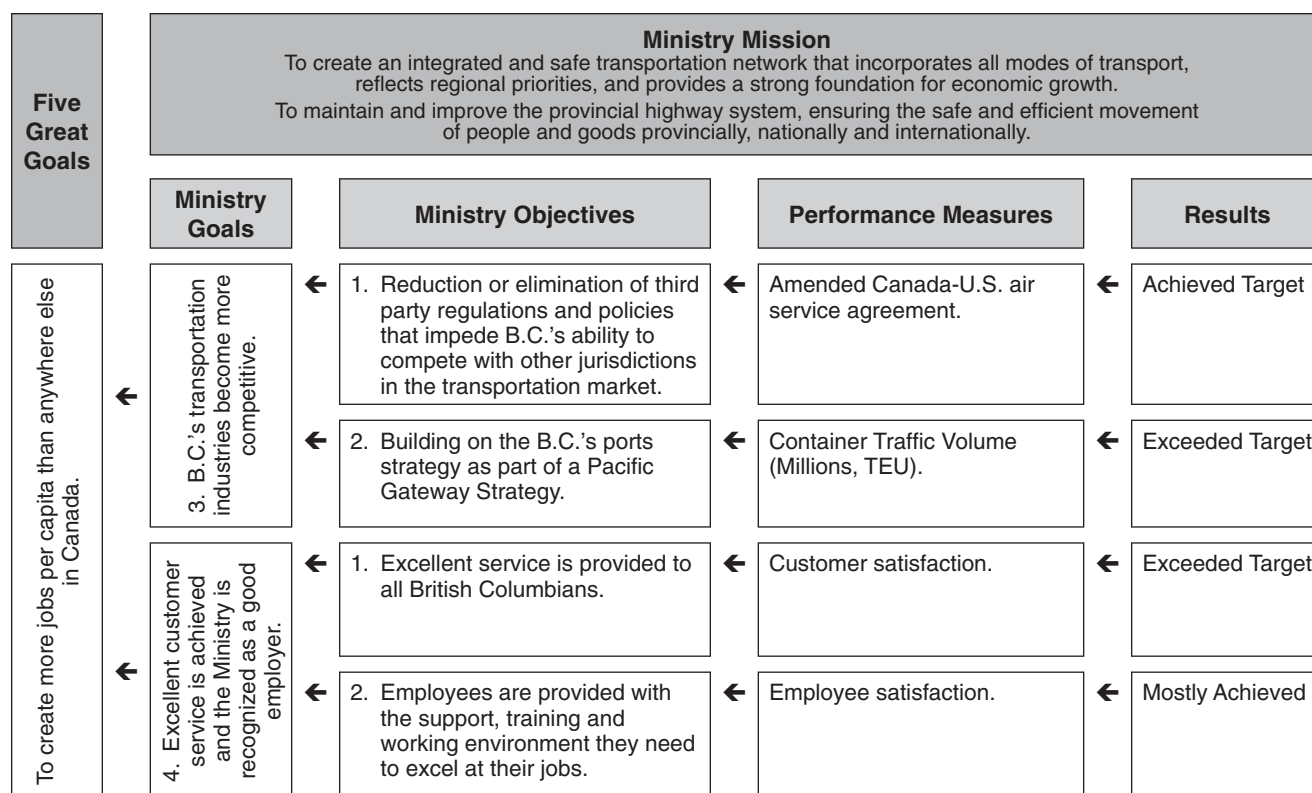 Five
Great
Goals
Ministry Mission
To create an integrated and safe transportation network that incorporates all modes of transport,
reflects regional priorities, and provides a strong foundation for economic growth.
To maintain and improve the provincial highway system, ensuring the safe and efficient movement
of people and goods provincially, nationally and internationally.
Ministry
Goals
Ministry Objectives
Performance Measures
Results
To create more jobs per capita than anywhere else
in Canada.
3. B.C.'s transportation
industries become more
competitive.
1. Reduction or elimination of third
party regulations and policies
that impede B.C.'s ability to
compete with other jurisdictions
in the transportation market.
Amended Canada-U.S. air
service agreement.
Achieved Target
2. Building on the B.C.'s ports
strategy as part of a Pacific
Gateway Strategy.
Container Traffic Volume
(Millions, TEU).
Exceeded Target
4. Excellent customer
service is achieved
and the Ministry is
recognized as a good
employer.
1. Excellent service is provided to
all British Columbians.
Customer satisfaction.
Exceeded Target
2. Employees are provided with
the support, training and
working environment they need
to excel at their jobs.
Employee satisfaction.
Mostly Achieved